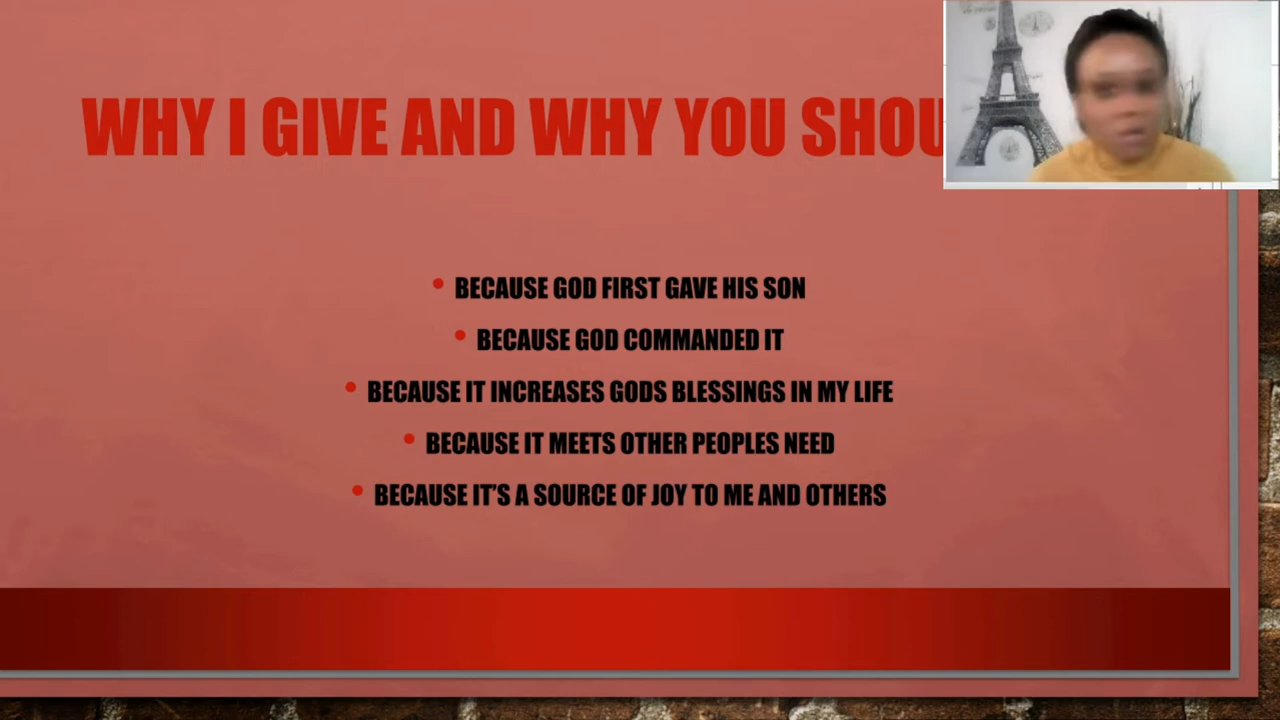 WHY I GIVE AND WHY YOU
BECAUSE GOD FIRST GAVE HIS SON
BECAUSE GOD COMMANDED IT
BECAUSE IT INCREASES GODS BLESSINGS IN MY LIFE
BECAUSE IT MEETS OTHER PEOPLES NEED
BECAUSE IT'S A SOURCE OF JOY TO ME AND OTHERS